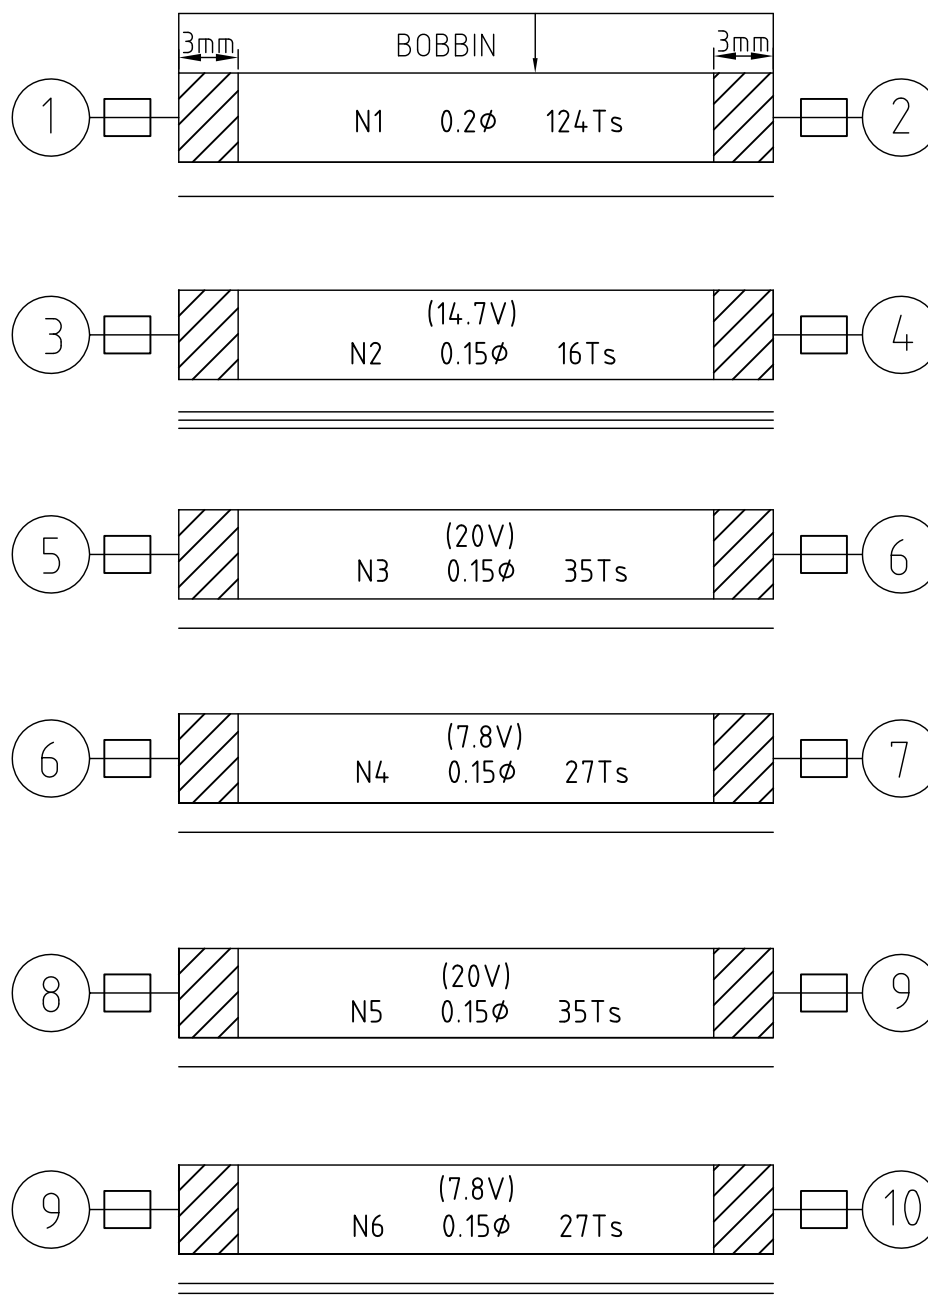 3mm BOBBIN 3mm
1 N1 0.2Ø 124Ts 2
(14.7V)
3 N2 0.15Ø 16Ts 4
(20V)
5 N3 0.15Ø 35Ts 6
(7.8V)
6 N4 0.15Ø 27Ts 7
(20V)
8 N5 0.15Ø 35Ts 9
(7.8V)
9 N6 0.15Ø 27Ts 10